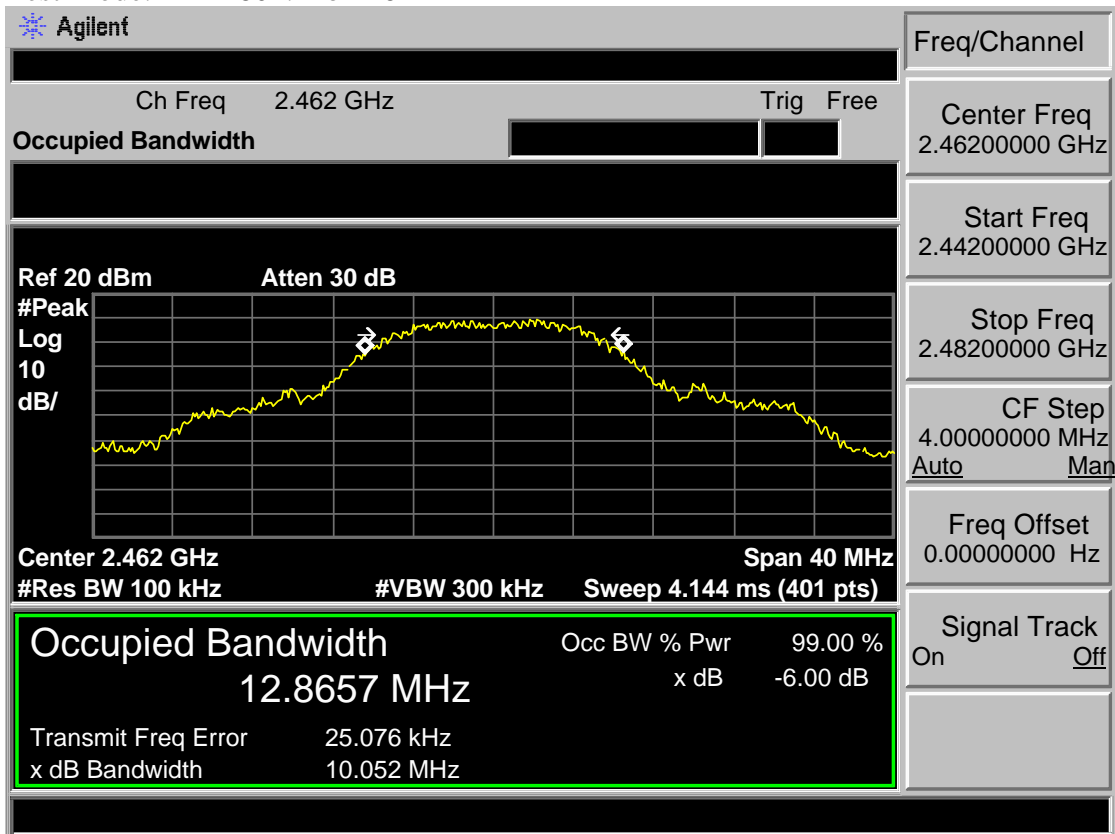 Agilent
Freq/Channel
Ch Freq 2.462 GHz Trig Free
Occupied Bandwidth
Center Freq
2.46200000 GHz
Start Freq
2.44200000 GHz
Stop Freq
2.48200000 GHz
CF Step
4.00000000 MHz
Auto Man
Freq Offset
0.00000000 Hz
Signal Track
On Off
Ref 20 dBm Atten 30 dB
#Peak
Log
10
dB/
Center 2.462 GHz Span 40 MHz
#Res BW 100 kHz #VBW 300 kHz Sweep 4.144 ms (401 pts)
Occupied Bandwidth Occ BW % Pwr 99.00 %
12.8657 MHz x dB -6.00 dB
Transmit Freq Error 25.076 kHz
x dB Bandwidth 10.052 MHz